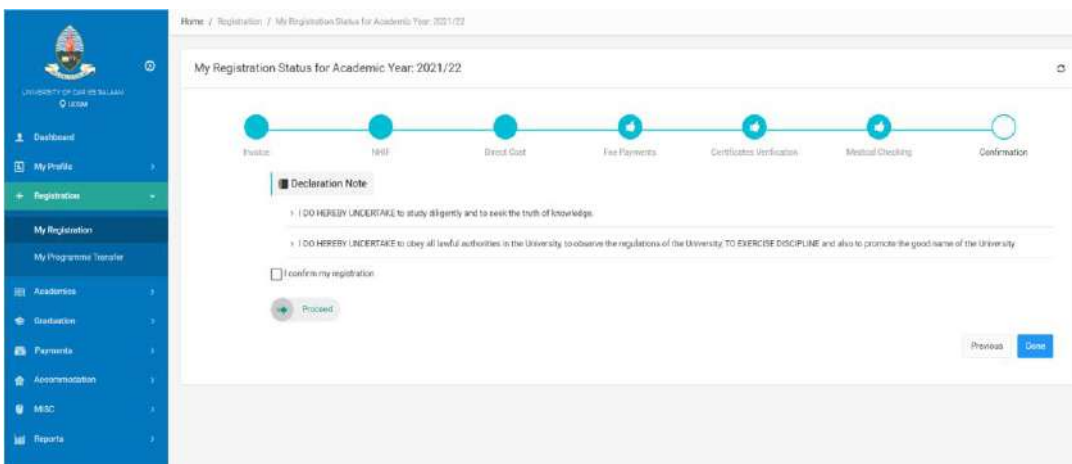 Home / Registration / My Registration Status for Academic Year: 2021/22
UNIVERSITY OF DAR ES SALAAM
UDSM
Dashboard
My Profile
Registration
My Registration
My Programme Transfer
Academics
Graduation
Payments
Accommodation
MISC
Reports
My Registration Status for Academic Year: 2021/22
Invoice
NHIF
Direct Cost
Fee Payments
Certificates Verification
Medical Checking
Confirmation
Declaration Note
I DO HEREBY UNDERTAKE to study diligently and to seek the truth of knowledge.
I DO HEREBY UNDERTAKE to obey all lawful authorities in the University, to observe the regulations of the University, TO EXERCISE DISCIPLINE and also to promote the good name of the University
I confirm my registration
Proceed
Previous
Done